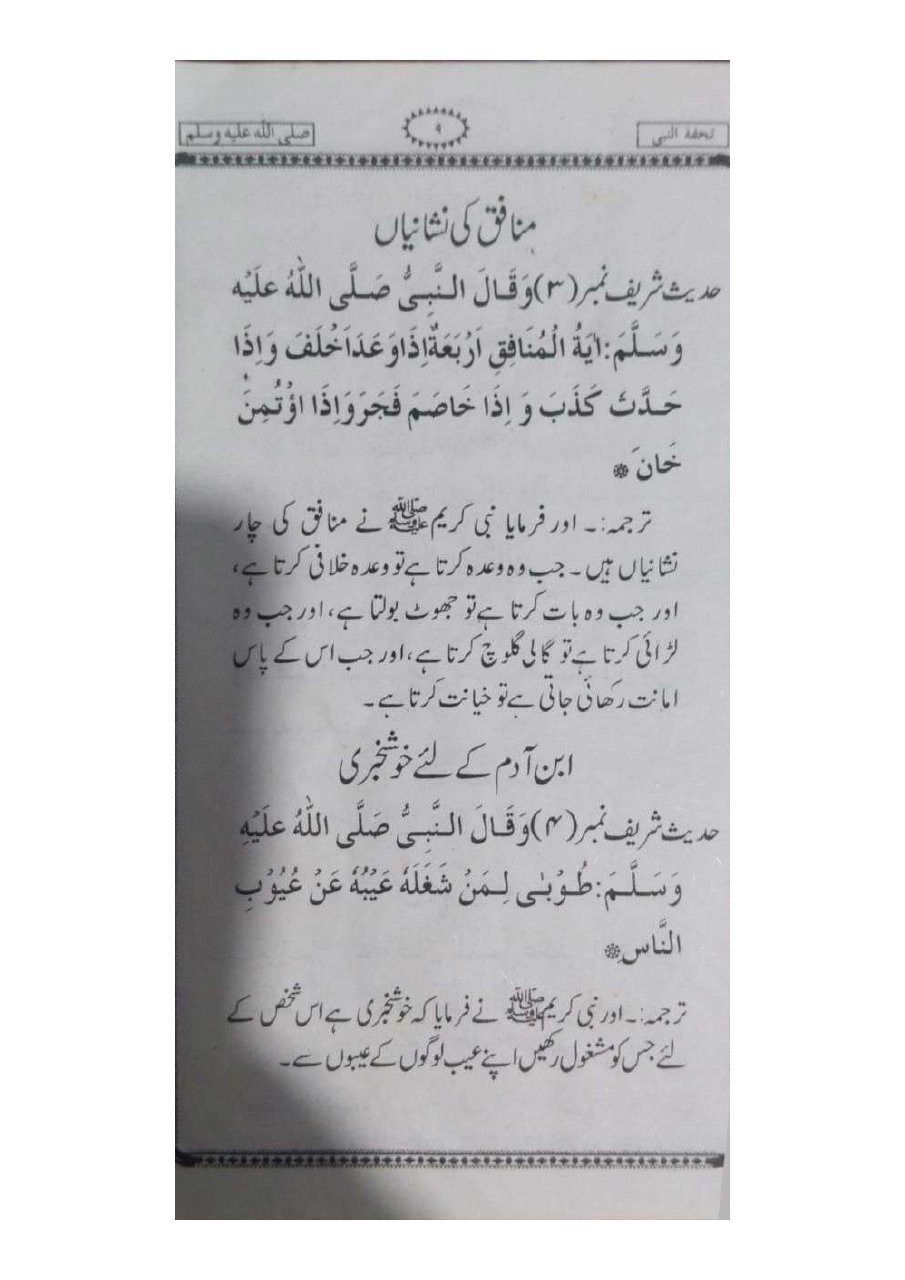 تحفة النبی ۹ صلی الله علیه وسلم
منافق کی نشانیاں
حدیث شریف نمبر (۳) وَقَالَ النَّبِیُّ صَلَّی اللّٰهُ عَلَیْهِ
وَسَلَّمَ: اٰیَةُ الْمُنَافِقِ اَرْبَعَةٌ اِذَا وَعَدَ اَخْلَفَ وَاِذَا
حَدَّثَ کَذَبَ وَ اِذَا خَاصَمَ فَجَرَ وَاِذَا اؤْتُمِنَ
خَانَ ❁
ترجمہ:۔ اور فرمایا نبی کریم ﷺ نے منافق کی چار
نشانیاں ہیں۔ جب وہ وعدہ کرتا ہے تو وعدہ خلافی کرتا ہے،
اور جب وہ بات کرتا ہے تو جھوٹ بولتا ہے، اور جب وہ
لڑائی کرتا ہے تو گالی گلوچ کرتا ہے، اور جب اس کے پاس
امانت رکھائی جاتی ہے تو خیانت کرتا ہے۔
ابن آدم کے لئے خوشخبری
حدیث شریف نمبر (۴) وَقَالَ النَّبِیُّ صَلَّی اللّٰهُ عَلَیْهِ
وَسَلَّمَ: طُوْبٰی لِمَنْ شَغَلَهٗ عَیْبُهٗ عَنْ عُیُوْبِ
النَّاسِ ❁
ترجمہ:۔ اور نبی کریم ﷺ نے فرمایا کہ خوشخبری ہے اس شخص کے
لئے جس کو مشغول رکھیں اپنے عیب لوگوں کے عیبوں سے۔